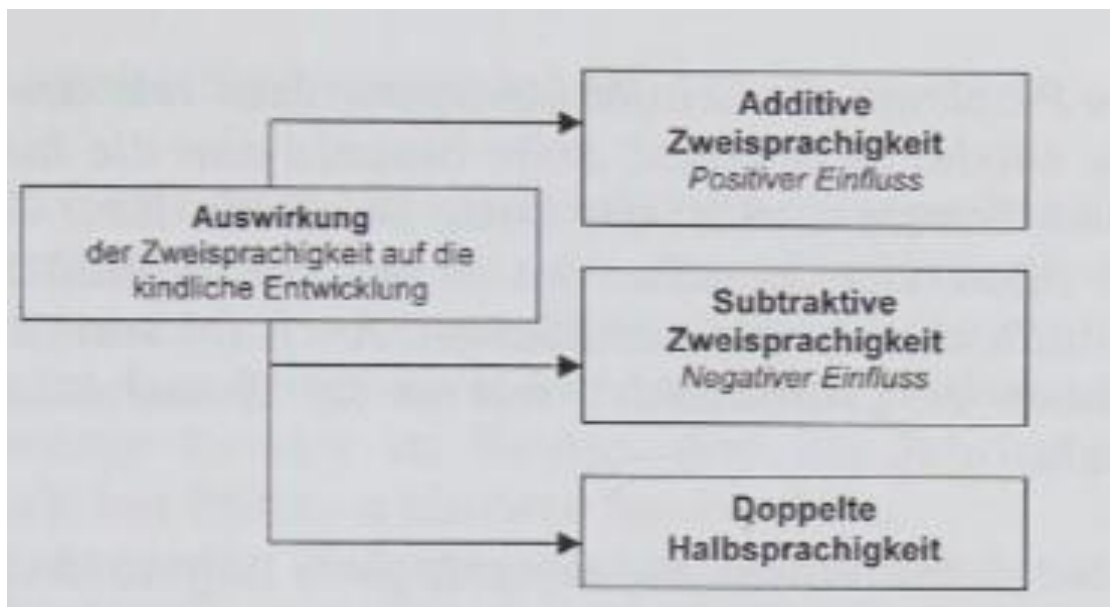 Auswirkung
der Zweisprachigkeit auf die
kindliche Entwicklung
Additive
Zweisprachigkeit
Positiver Einfluss
Subtraktive
Zweisprachigkeit
Negativer Einfluss
Doppelte
Halbsprachigkeit